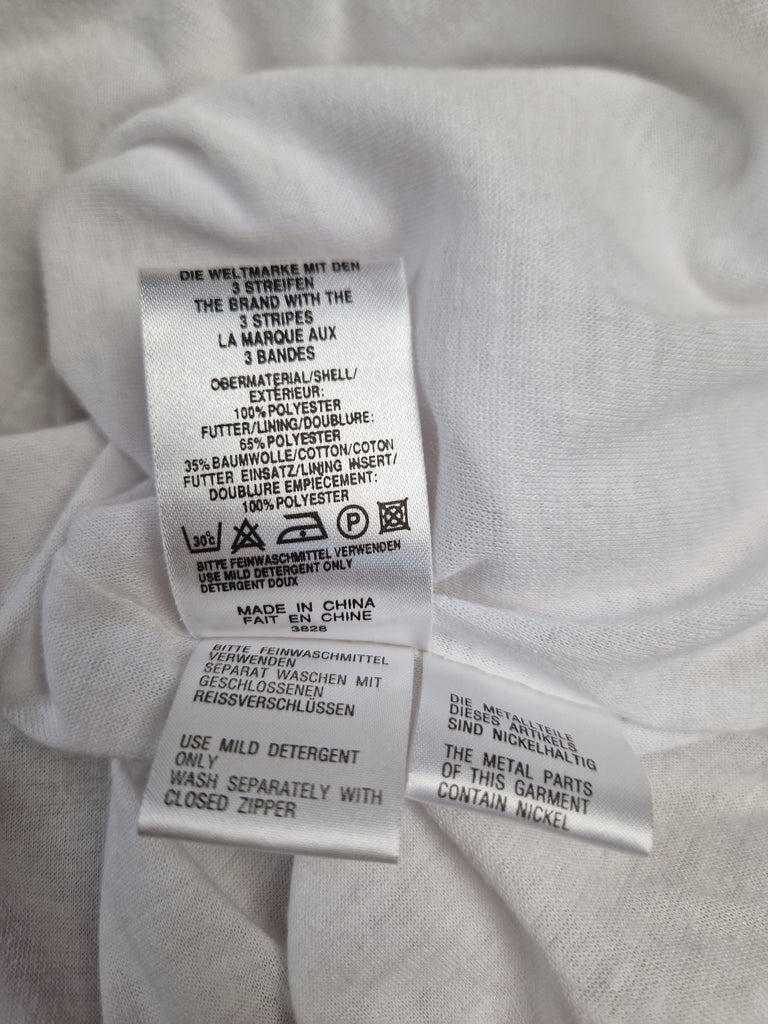 DIE WELTMARKE MIT DEN
3 STREIFEN
THE BRAND WITH THE
3 STRIPES
LA MARQUE AUX
3 BANDES
OBERMATERIAL/SHELL/
EXTÉRIEUR:
100% POLYESTER
FUTTER/LINING/DOUBLURE:
65% POLYESTER
35% BAUMWOLLE/COTTON/COTON
FUTTER EINSATZ/LINING INSERT/
DOUBLURE EMPIÈCEMENT:
100% POLYESTER
30°C P
BITTE FEINWASCHMITTEL VERWENDEN
USE MILD DETERGENT ONLY
DETERGENT DOUX
MADE IN CHINA
FAIT EN CHINE
3628
BITTE FEINWASCHMITTEL
VERWENDEN
SEPARAT WASCHEN MIT
GESCHLOSSENEN
REISSVERSCHLÜSSEN
USE MILD DETERGENT
ONLY
WASH SEPARATELY WITH
CLOSED ZIPPER
DIE METALLTEILE
DIESES ARTIKELS
SIND NICKELHALTIG
THE METAL PARTS
OF THIS GARMENT
CONTAIN NICKEL